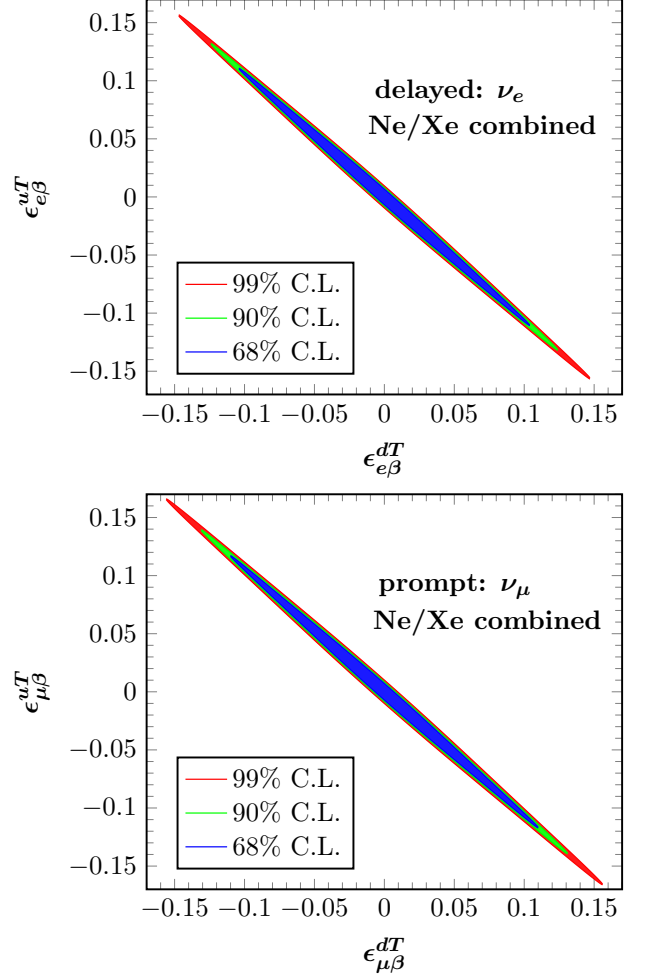 0.15
0.1
0.05
0
−0.05
−0.1
−0.15
ϵ^{uT}_{eβ}
delayed: ν_e
Ne/Xe combined
99% C.L.
90% C.L.
68% C.L.
−0.15 −0.1 −0.05 0 0.05 0.1 0.15
ϵ^{dT}_{eβ}
0.15
0.1
0.05
0
−0.05
−0.1
−0.15
ϵ^{uT}_{μβ}
prompt: ν_μ
Ne/Xe combined
99% C.L.
90% C.L.
68% C.L.
−0.15 −0.1 −0.05 0 0.05 0.1 0.15
ϵ^{dT}_{μβ}